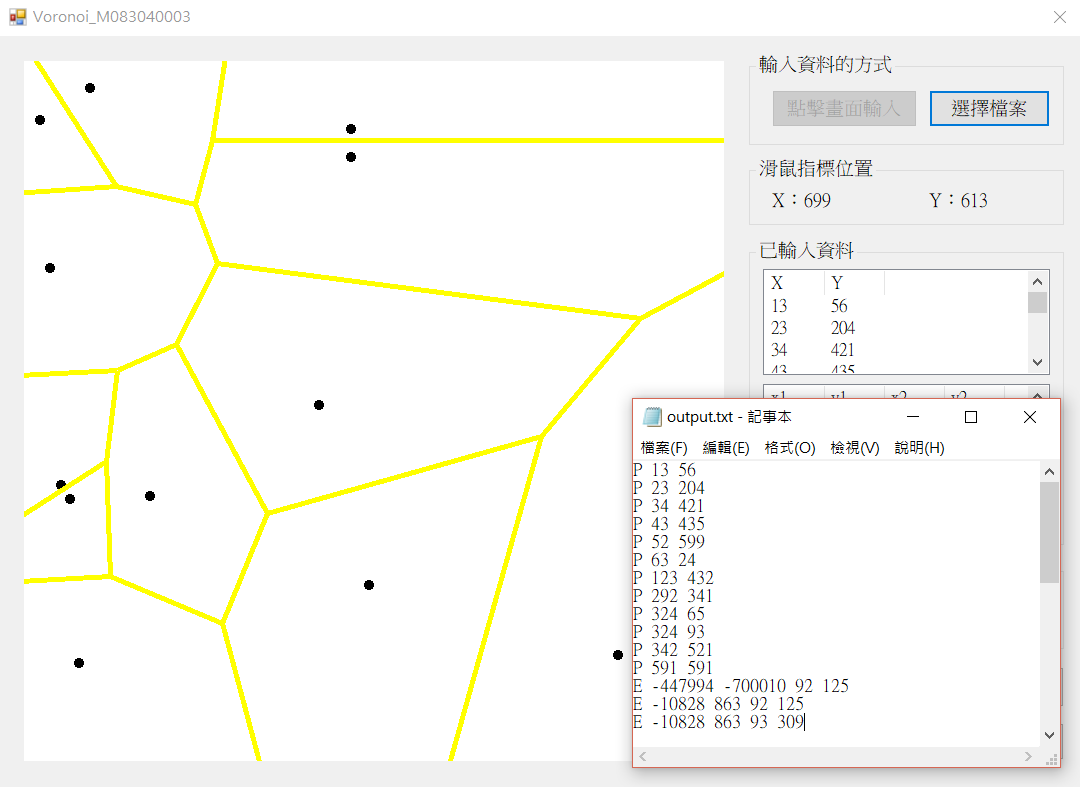 Voronoi_M083040003
輸入資料的方式
點擊畫面輸入 選擇檔案
滑鼠指標位置
X：699 Y：613
已輸入資料
X Y
13 56
23 204
34 421
43 435
x1 y1 x2 y2
output.txt - 記事本
檔案(F) 編輯(E) 格式(O) 檢視(V) 說明(H)
P 13 56
P 23 204
P 34 421
P 43 435
P 52 599
P 63 24
P 123 432
P 292 341
P 324 65
P 324 93
P 342 521
P 591 591
E -447994 -700010 92 125
E -10828 863 92 125
E -10828 863 93 309